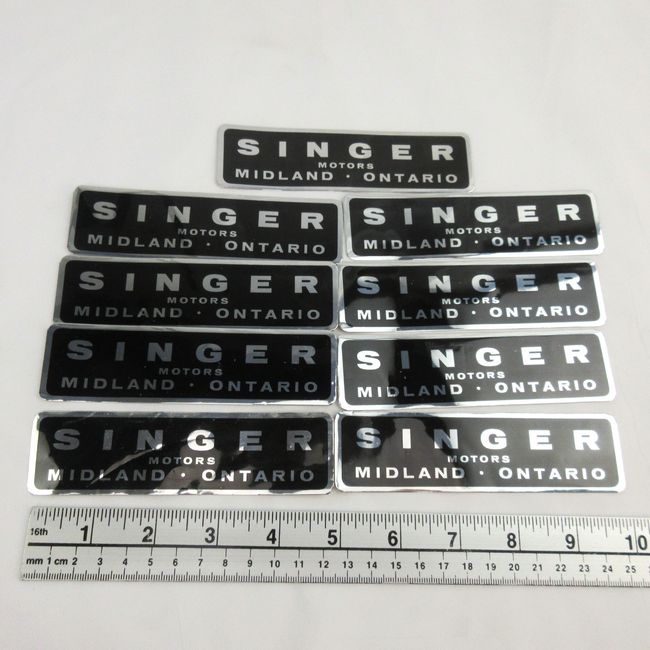 SINGER
MOTORS
MIDLAND · ONTARIO
SINGER
MOTORS
MIDLAND · ONTARIO
SINGER
MOTORS
MIDLAND · ONTARIO
SINGER
MOTORS
MIDLAND · ONTARIO
SINGER
MOTORS
MIDLAND · ONTARIO
SINGER
MOTORS
MIDLAND · ONTARIO
SINGER
MOTORS
MIDLAND · ONTARIO
SINGER
MOTORS
MIDLAND · ONTARIO
SINGER
MOTORS
MIDLAND · ONTARIO
16th 1 2 3 4 5 6 7 8 9 10
mm 1 cm 2 3 4 5 6 7 8 9 10 11 12 13 14 15 16 17 18 19 20 21 22 23 24 25